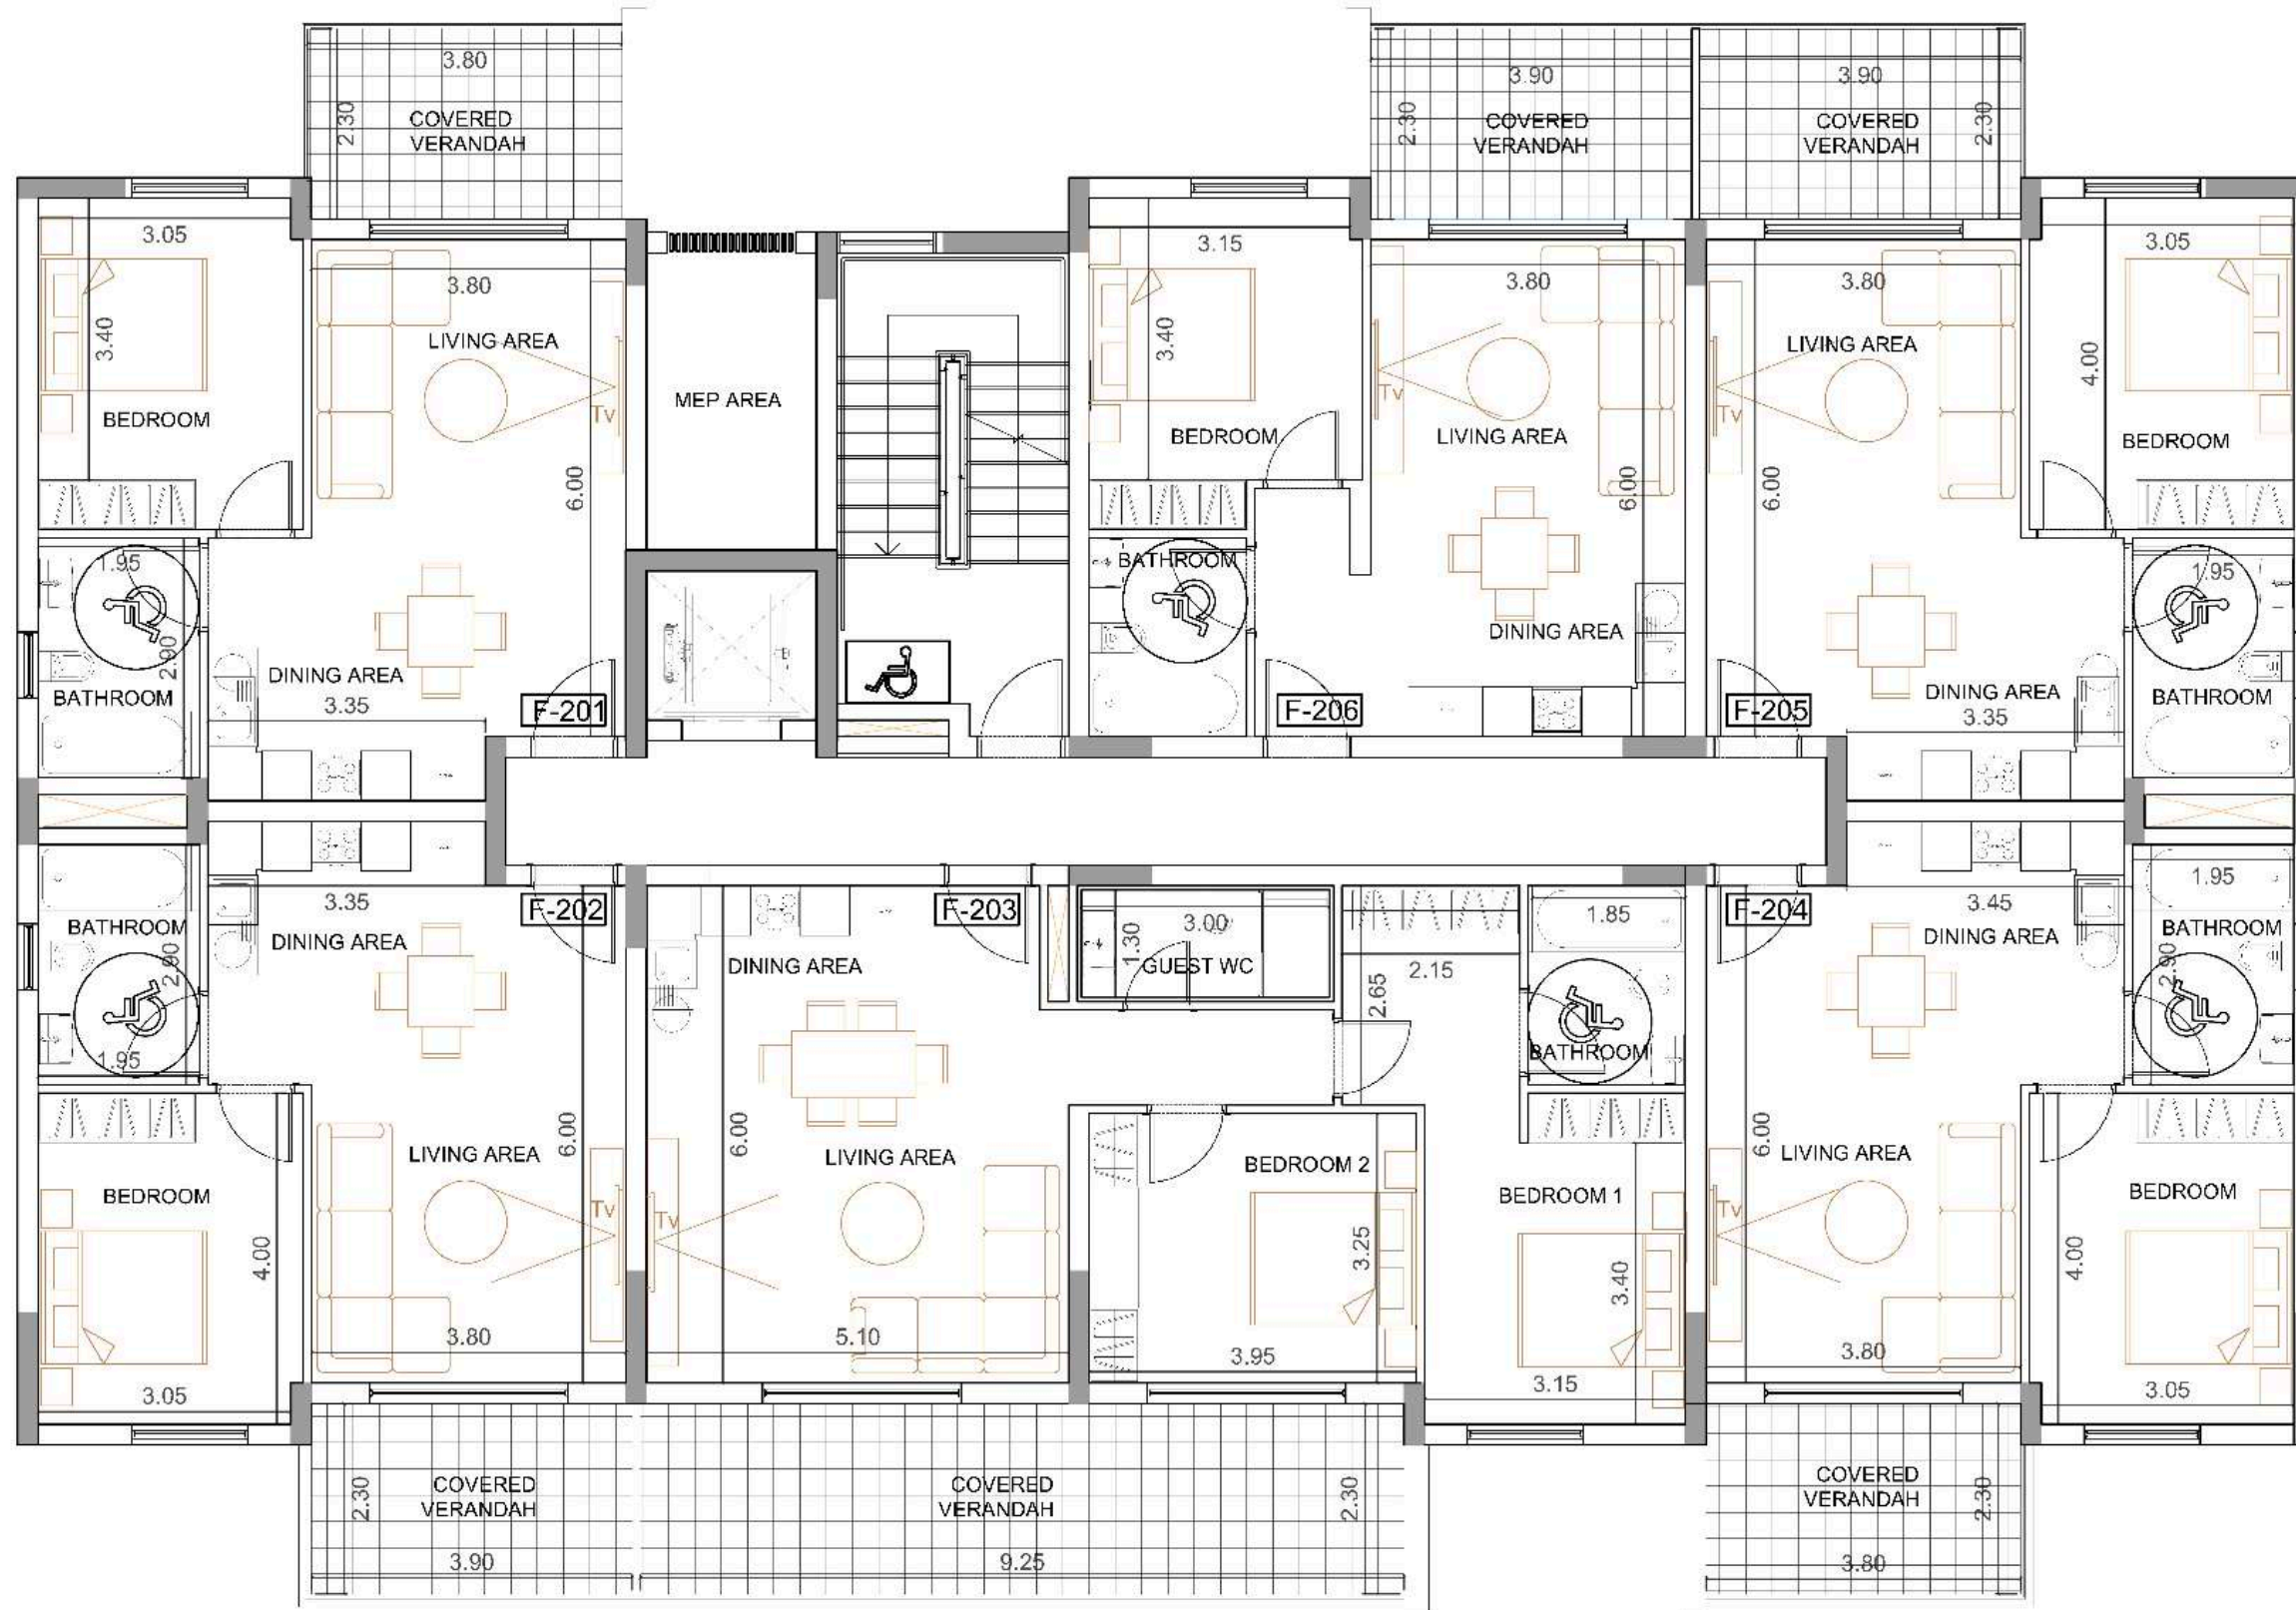 3.80
2.30
COVERED
VERANDAH
3.90
2.30
COVERED
VERANDAH
3.90
2.30
COVERED
VERANDAH
3.05
3.40
BEDROOM
3.80
LIVING AREA
Tv
6.00
MEP AREA
3.15
3.40
BEDROOM
3.80
Tv
LIVING AREA
6.00
3.80
LIVING AREA
Tv
6.00
3.05
4.00
BEDROOM
1.95
2.90
BATHROOM
DINING AREA
3.35
F-201
BATHROOM
DINING AREA
F-206
F-205
DINING AREA
3.35
1.95
BATHROOM
BATHROOM
2.90
1.95
3.35
DINING AREA
F-202
DINING AREA
F-203
3.00
1.30
GUEST WC
2.15
2.65
1.85
BATHROOM
F-204
3.45
DINING AREA
1.95
BATHROOM
2.90
BEDROOM
4.00
3.05
LIVING AREA
6.00
Tv
3.80
6.00
LIVING AREA
Tv
5.10
BEDROOM 2
3.25
3.95
BEDROOM 1
3.40
3.15
6.00
LIVING AREA
Tv
3.80
BEDROOM
4.00
3.05
2.30
COVERED
VERANDAH
3.90
COVERED
VERANDAH
2.30
9.25
COVERED
VERANDAH
2.30
3.80